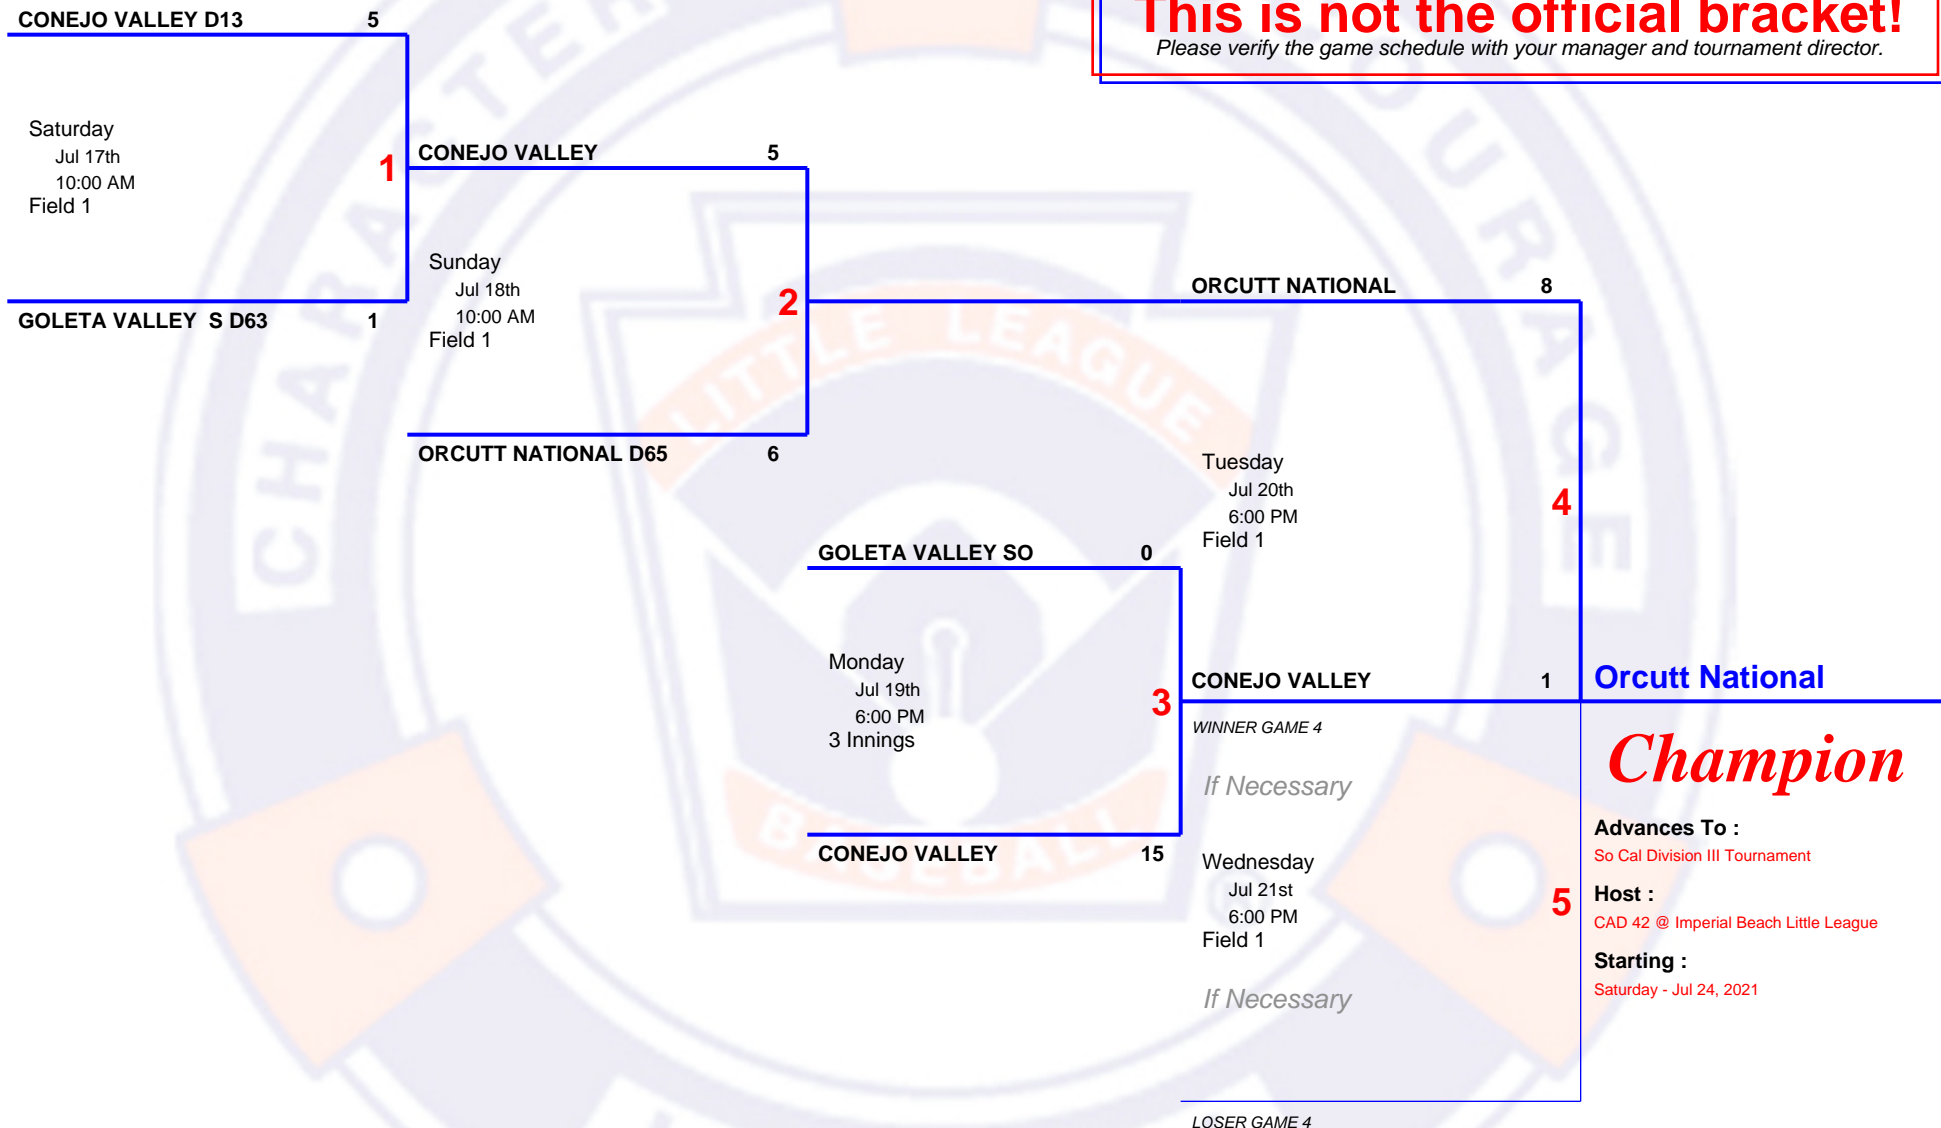 CONEJO VALLEY D13 5
This is not the official bracket!
Please verify the game schedule with your manager and tournament director.
Saturday
Jul 17th
10:00 AM
Field 1
1
GOLETA VALLEY S D63 1
CONEJO VALLEY 5
Sunday
Jul 18th
10:00 AM
Field 1
2
ORCUTT NATIONAL D65 6
GOLETA VALLEY SO 0
Monday
Jul 19th
6:00 PM
3 Innings
3
CONEJO VALLEY 15
ORCUTT NATIONAL 8
Tuesday
Jul 20th
6:00 PM
Field 1
4
CONEJO VALLEY 1
WINNER GAME 4
If Necessary
Wednesday
Jul 21st
6:00 PM
Field 1
5
If Necessary
LOSER GAME 4
Orcutt National
Champion
Advances To :
So Cal Division III Tournament
Host :
CAD 42 @ Imperial Beach Little League
Starting :
Saturday - Jul 24, 2021
CHARACTER
COURAGE
LITTLE LEAGUE
BASEBALL
®